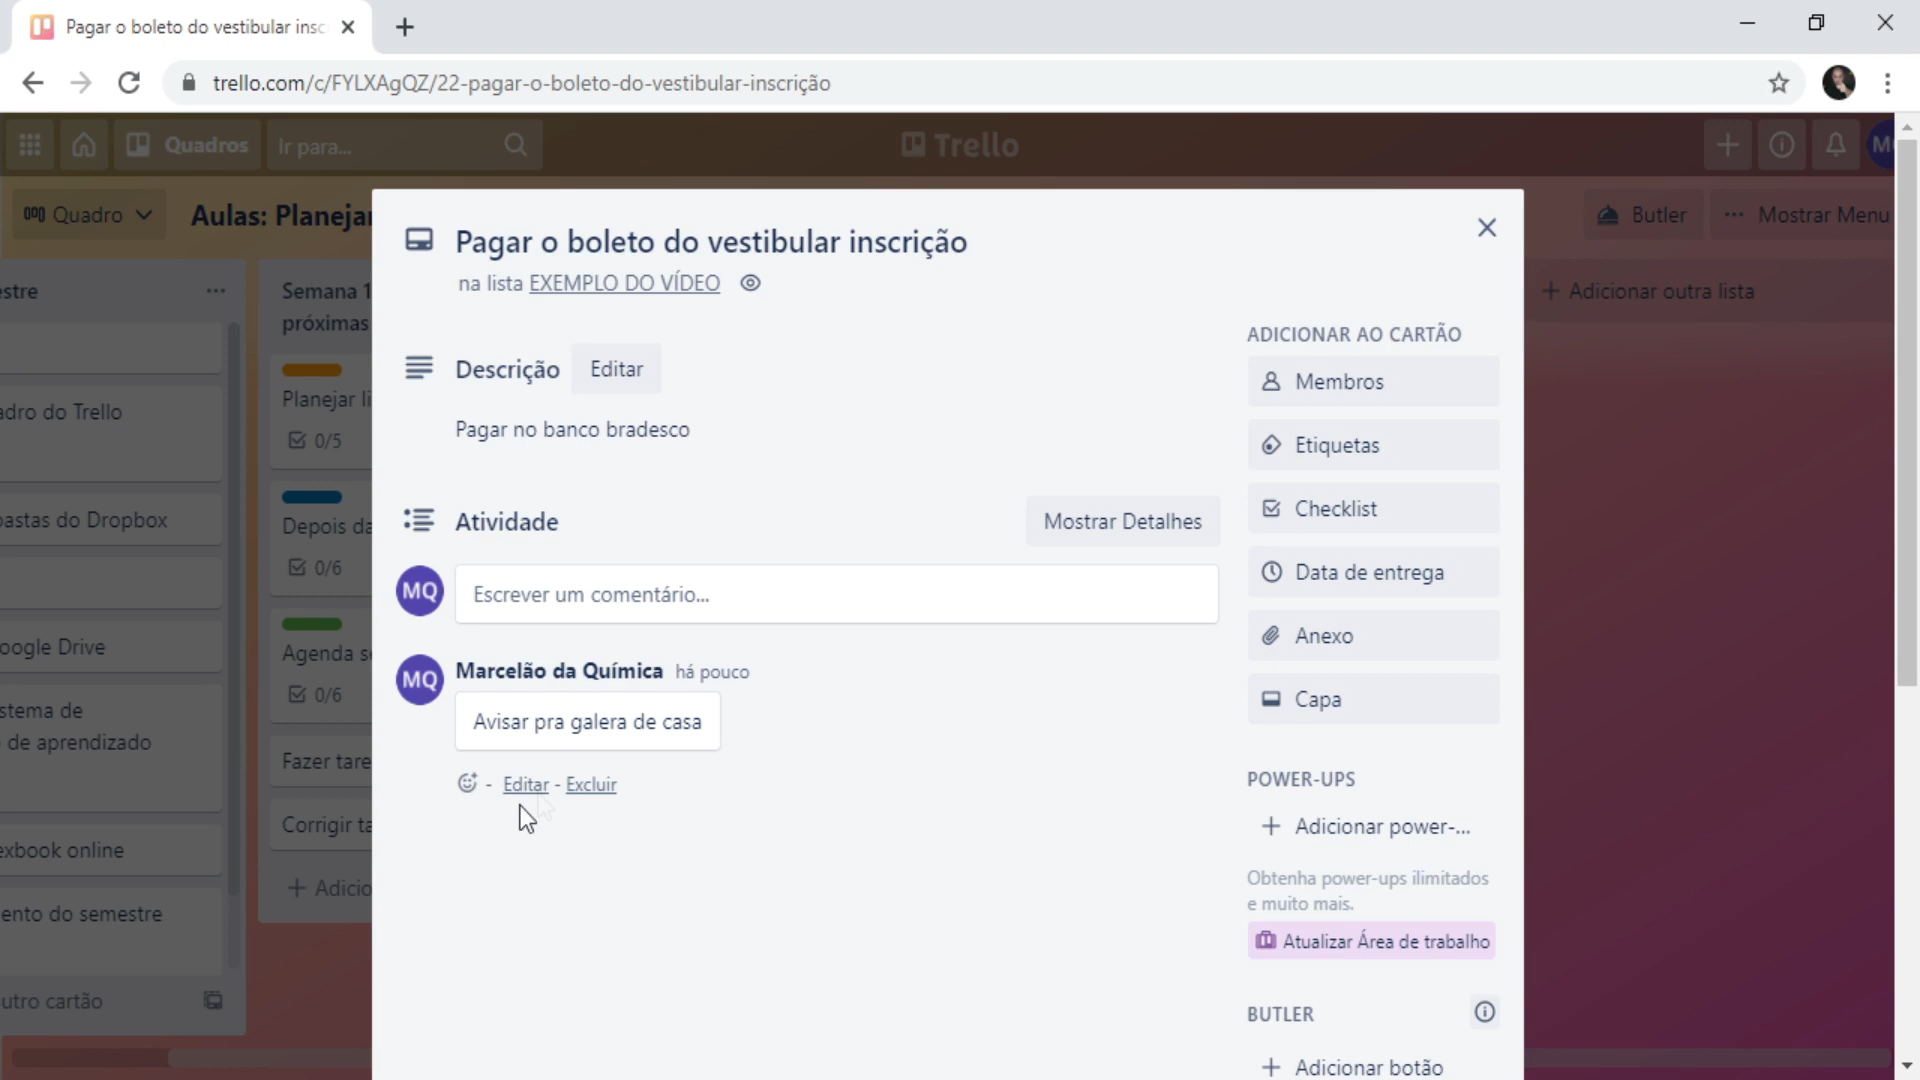 Pagar o boleto do vestibular insc
trello.com/c/FYLXAgQZ/22-pagar-o-boleto-do-vestibular-inscrição
Quadros
Ir para...
Trello
Quadro
Aulas: Planejar
Butler
Mostrar Menu
estre
adro do Trello
pastas do Dropbox
oogle Drive
stema de
de aprendizado
exbook online
ento do semestre
utro cartão
Semana 1
próximas
Planejar li
0/5
Depois da
0/6
Agenda se
0/6
Fazer tare
Corrigir ta
+ Adicio
Pagar o boleto do vestibular inscrição
na lista EXEMPLO DO VÍDEO
Descrição
Editar
Pagar no banco bradesco
Atividade
Mostrar Detalhes
MQ
Escrever um comentário...
MQ
Marcelão da Química há pouco
Avisar pra galera de casa
- Editar - Excluir
ADICIONAR AO CARTÃO
Membros
Etiquetas
Checklist
Data de entrega
Anexo
Capa
POWER-UPS
+ Adicionar power-...
Obtenha power-ups ilimitados
e muito mais.
Atualizar Área de trabalho
BUTLER
+ Adicionar botão
+ Adicionar outra lista